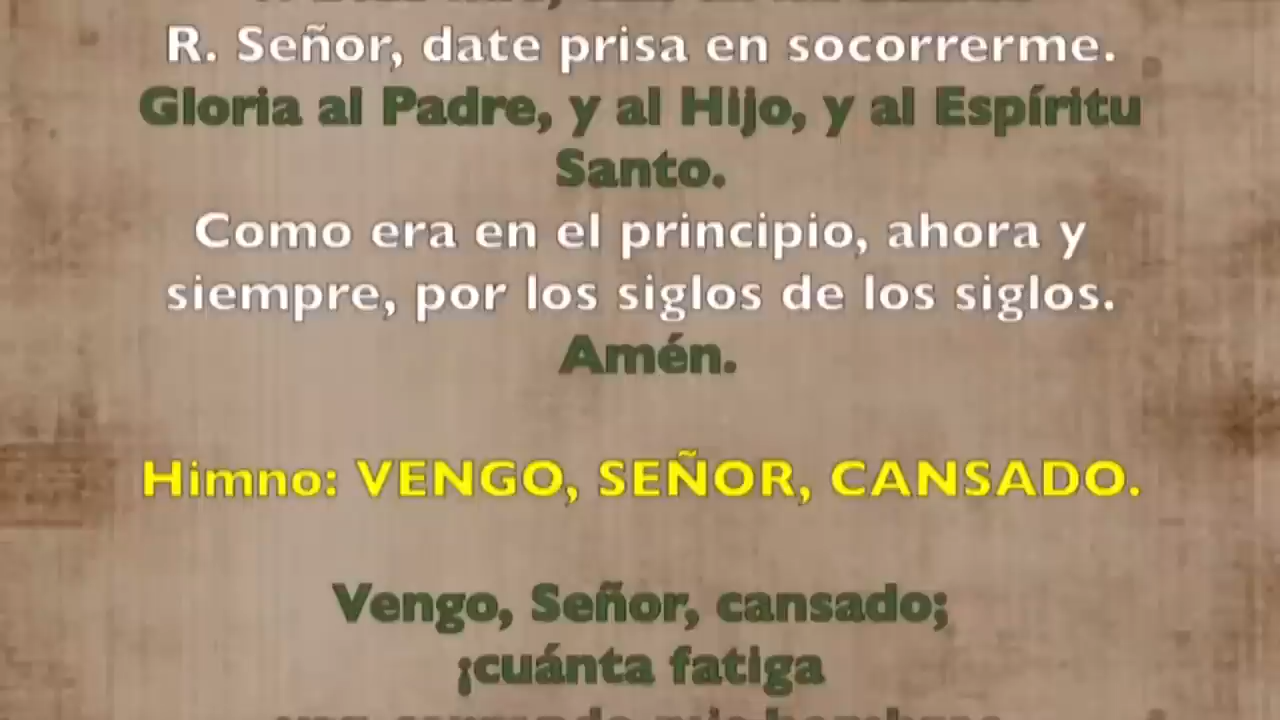 R. Señor, date prisa en socorrerme.
Gloria al Padre, y al Hijo, y al Espíritu
Santo.
Como era en el principio, ahora y
siempre, por los siglos de los siglos.
Amén.
Himno: VENGO, SEÑOR, CANSADO.
Vengo, Señor, cansado;
¡cuánta fatiga